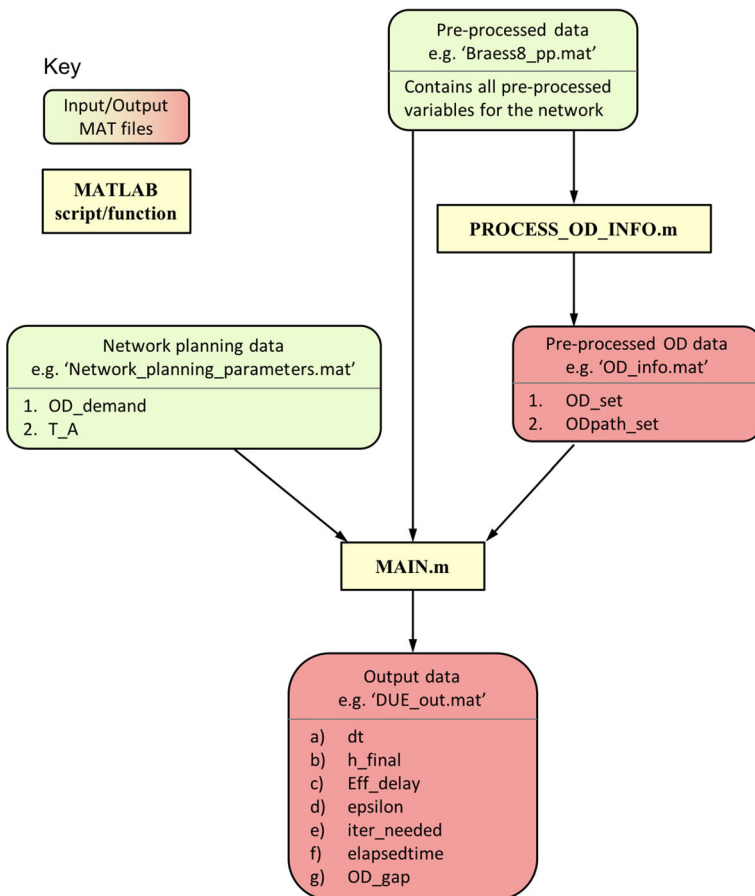 Key
Input/Output
MAT files
MATLAB
script/function
Pre-processed data
e.g. ‘Braess8_pp.mat’
Contains all pre-processed
variables for the network
PROCESS_OD_INFO.m
Network planning data
e.g. ‘Network_planning_parameters.mat’
1. OD_demand
2. T_A
Pre-processed OD data
e.g. ‘OD_info.mat’
1. OD_set
2. ODpath_set
MAIN.m
Output data
e.g. ‘DUE_out.mat’
a) dt
b) h_final
c) Eff_delay
d) epsilon
e) iter_needed
f) elapsedtime
g) OD_gap